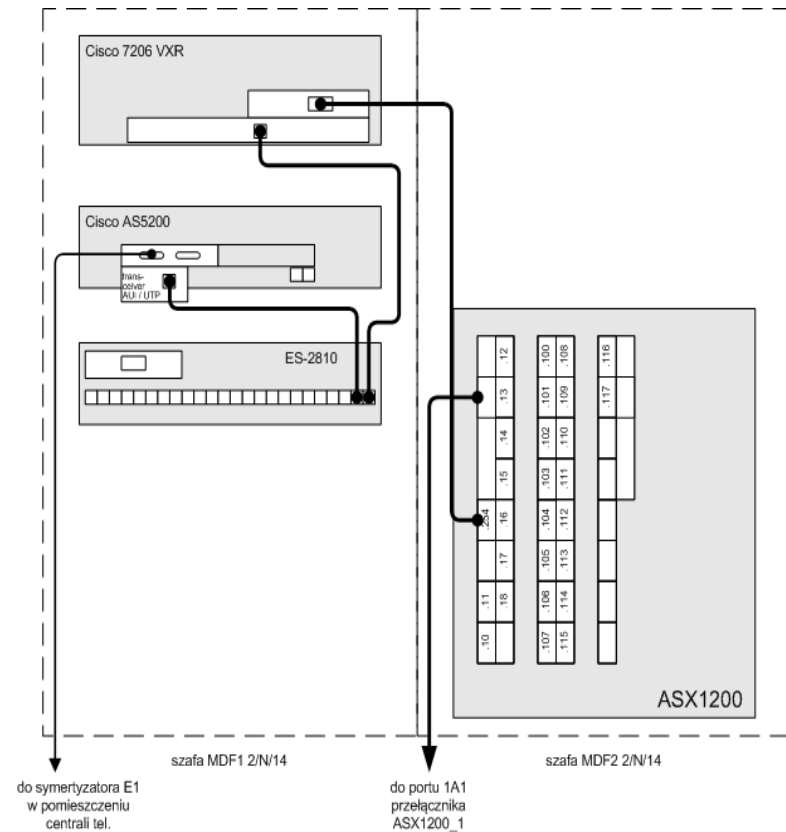 Cisco 7206 VXR
Cisco AS5200
trans-
ceiver
AUI / UTP
ES-2810
.12
.13
.14
.15
.254
.16
.17
.11
.18
.10
.100
.108
.101
.109
.102
.110
.103
.111
.104
.112
.105
.113
.106
.114
.107
.115
.116
.117
ASX1200
szafa MDF1 2/N/14
szafa MDF2 2/N/14
do symertyzatora E1
w pomieszczeniu
centrali tel.
do portu 1A1
przełącznika
ASX1200_1